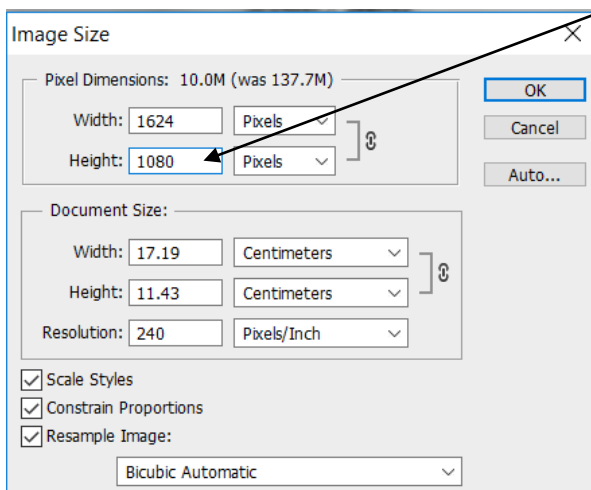 Image Size
Pixel Dimensions: 10.0M (was 137.7M)
OK
Width: 1624 Pixels
Cancel
Height: 1080 Pixels
Auto...
Document Size:
Width: 17.19 Centimeters
Height: 11.43 Centimeters
Resolution: 240 Pixels/Inch
Scale Styles
Constrain Proportions
Resample Image:
Bicubic Automatic